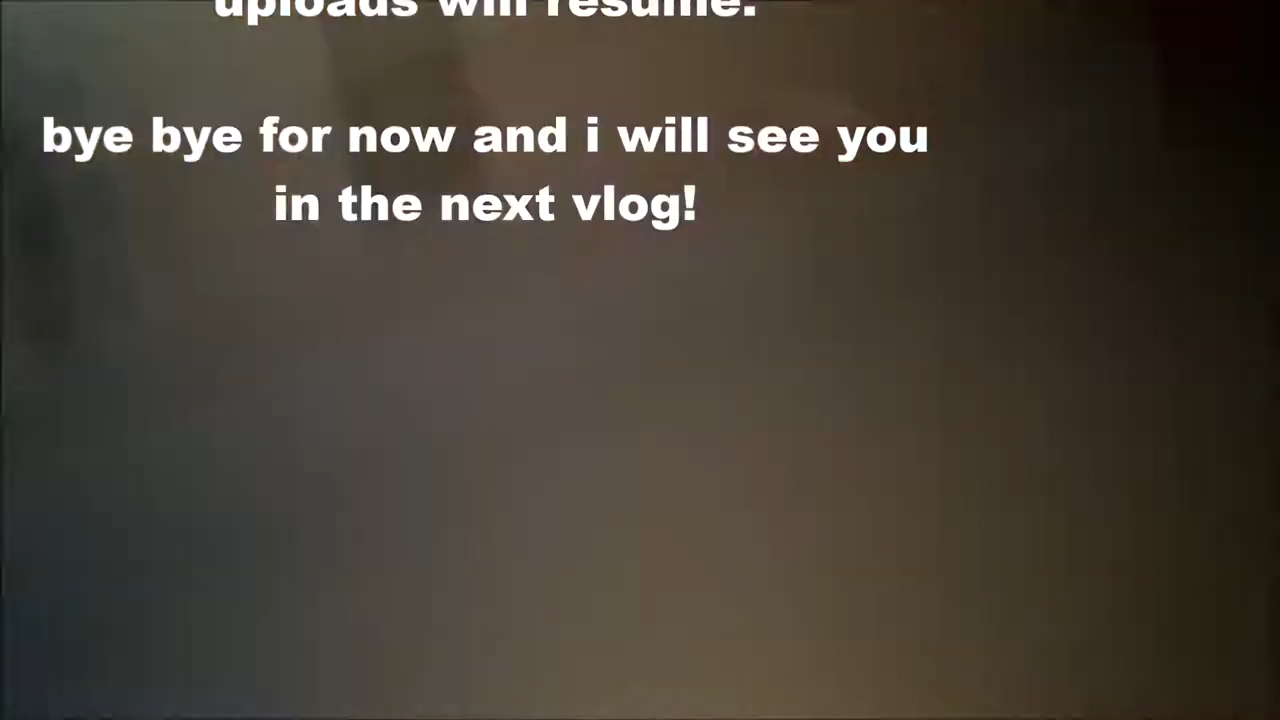 uploads will resume.
bye bye for now and i will see you
in the next vlog!